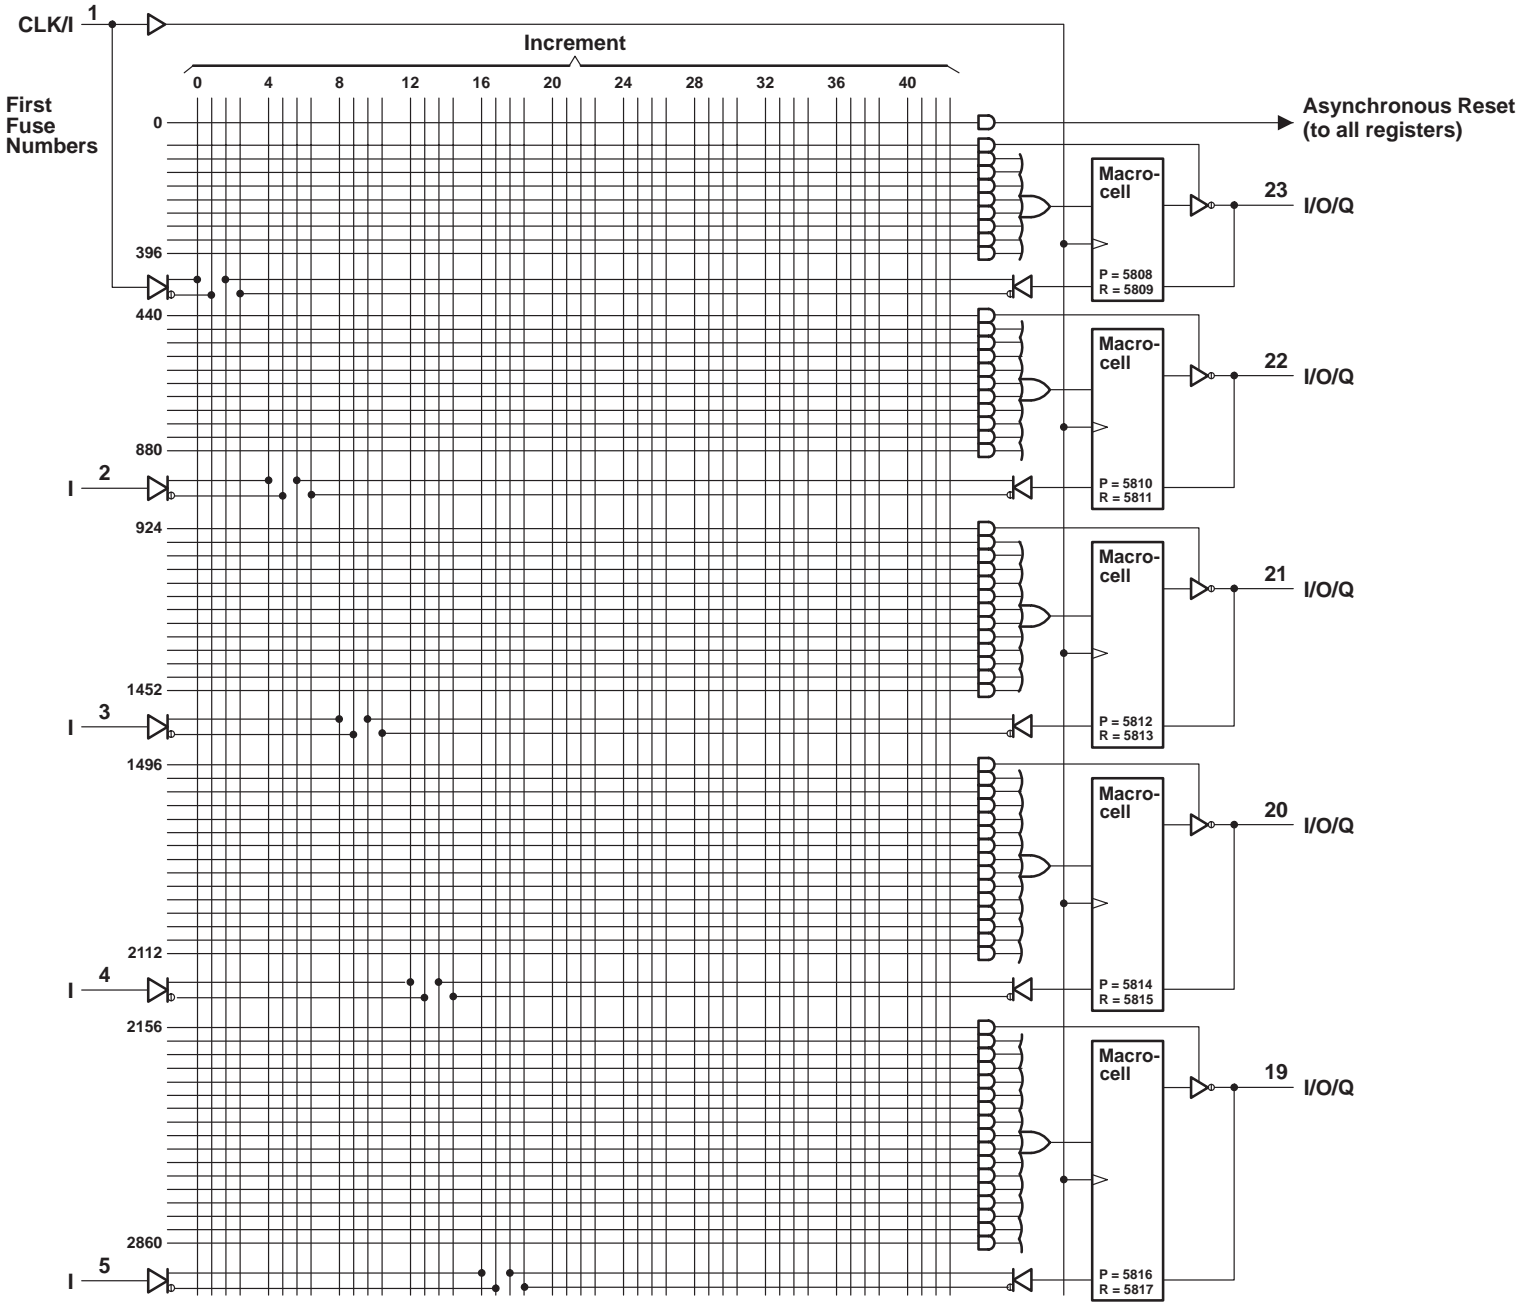 CLK/I
1
Increment
0 4 8 12 16 20 24 28 32 36 40
First
Fuse
Numbers
0
Asynchronous Reset
(to all registers)
Macro-
cell
23
I/O/Q
396
P = 5808
R = 5809
440
Macro-
cell
22
I/O/Q
880
2
I
P = 5810
R = 5811
924
Macro-
cell
21
I/O/Q
1452
3
I
P = 5812
R = 5813
1496
Macro-
cell
20
I/O/Q
2112
4
I
P = 5814
R = 5815
2156
Macro-
cell
19
I/O/Q
2860
5
I
P = 5816
R = 5817